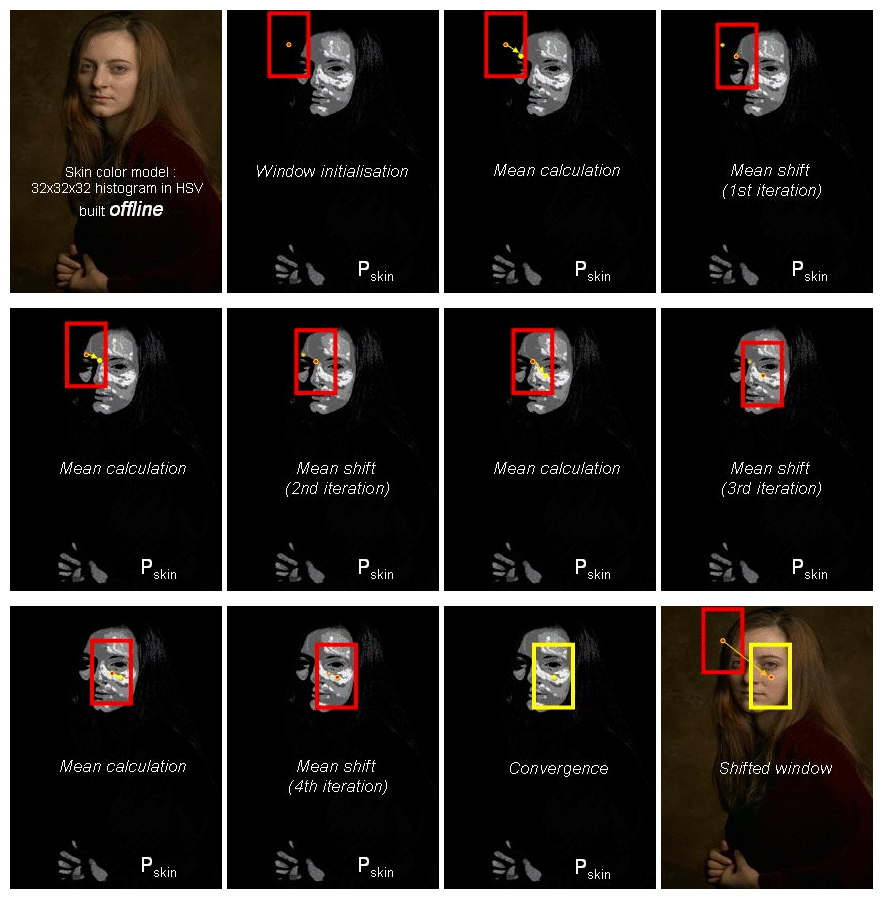 Skin color model :
32x32x32 histogram in HSV
built offline
Window initialisation
Pskin
Mean calculation
Pskin
Mean shift
(1st iteration)
Pskin
Mean calculation
Pskin
Mean shift
(2nd iteration)
Pskin
Mean calculation
Pskin
Mean shift
(3rd iteration)
Pskin
Mean calculation
Pskin
Mean shift
(4th iteration)
Pskin
Convergence
Pskin
Shifted window